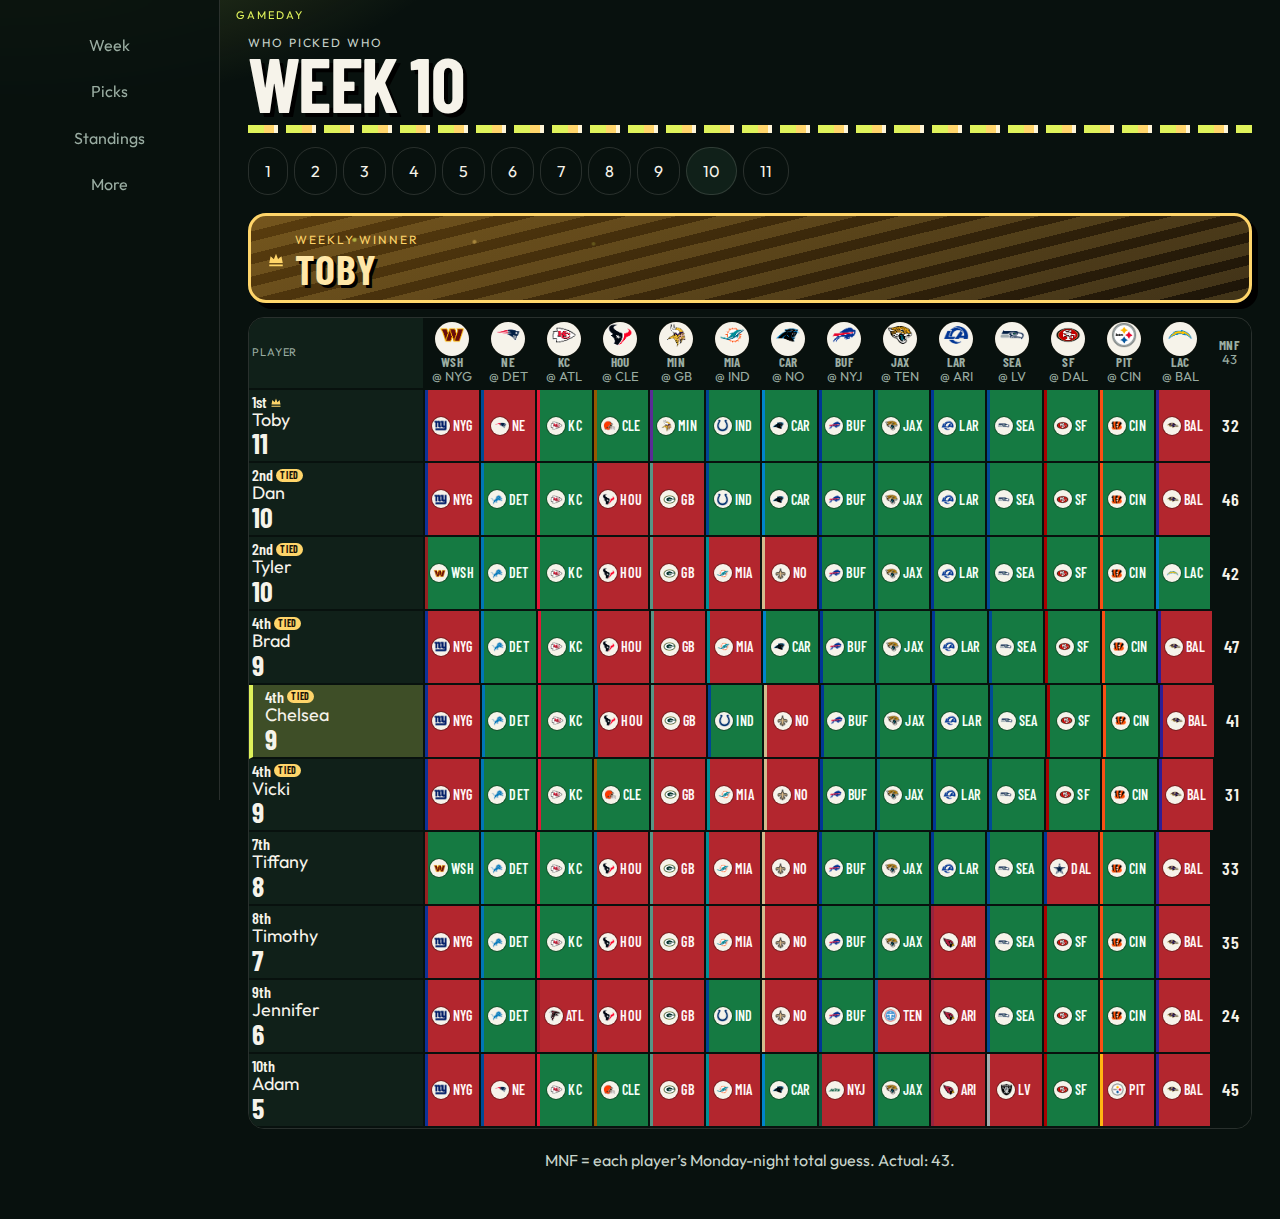 GAMEDAY
Week
Picks
Standings
More
WHO PICKED WHO
WEEK 10
1 2 3 4 5 6 7 8 9 10 11
WEEKLY WINNER
TOBY
PLAYER WSH NE KC HOU MIN MIA CAR BUF JAX LAR SEA SF PIT LAC MNF
@ NYG @ DET @ ATL @ CLE @ GB @ IND @ NO @ NYJ @ TEN @ ARI @ LV @ DAL @ CIN @ BAL 43
1st
Toby NYG NE KC CLE MIN IND CAR BUF JAX LAR SEA SF CIN BAL 32
11
2nd TIED
Dan NYG DET KC HOU GB IND CAR BUF JAX LAR SEA SF CIN BAL 46
10
2nd TIED
Tyler WSH DET KC HOU GB MIA NO BUF JAX LAR SEA SF CIN LAC 42
10
4th TIED
Brad NYG DET KC HOU GB MIA CAR BUF JAX LAR SEA SF CIN BAL 47
9
4th TIED
Chelsea NYG DET KC HOU GB IND NO BUF JAX LAR SEA SF CIN BAL 41
9
4th TIED
Vicki NYG DET KC CLE GB MIA NO BUF JAX LAR SEA SF CIN BAL 31
9
7th
Tiffany WSH DET KC HOU GB MIA NO BUF JAX LAR SEA DAL CIN BAL 33
8
8th
Timothy NYG DET KC HOU GB MIA NO BUF JAX ARI SEA SF CIN BAL 35
7
9th
Jennifer NYG DET ATL HOU GB IND NO BUF TEN ARI SEA SF CIN BAL 24
6
10th
Adam NYG NE KC CLE GB MIA CAR NYJ JAX ARI LV SF PIT BAL 45
5
MNF = each player's Monday-night total guess. Actual: 43.